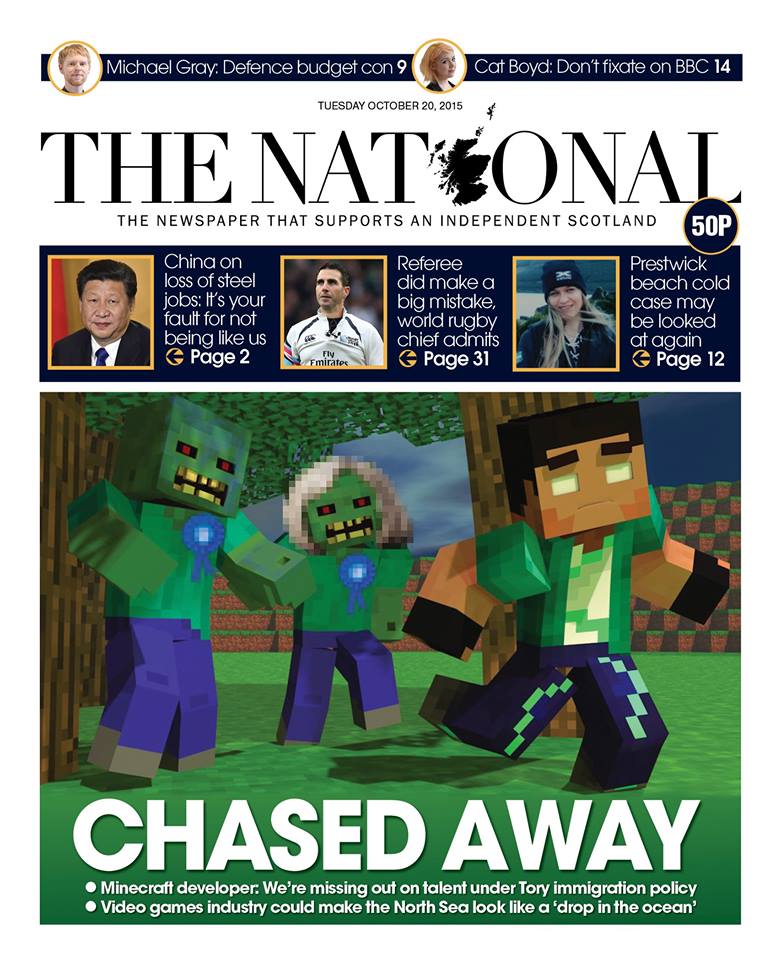 Michael Gray: Defence budget con 9
Cat Boyd: Don't fixate on BBC 14
TUESDAY OCTOBER 20, 2015
THE NATIONAL
THE NEWSPAPER THAT SUPPORTS AN INDEPENDENT SCOTLAND
50P
China on
loss of steel
jobs: It's your
fault for not
being like us
Page 2
Fly
Emirates
Referee
did make a
big mistake,
world rugby
chief admits
Page 31
Prestwick
beach cold
case may
be looked
at again
Page 12
CHASED AWAY
● Minecraft developer: We're missing out on talent under Tory immigration policy
● Video games industry could make the North Sea look like a 'drop in the ocean'